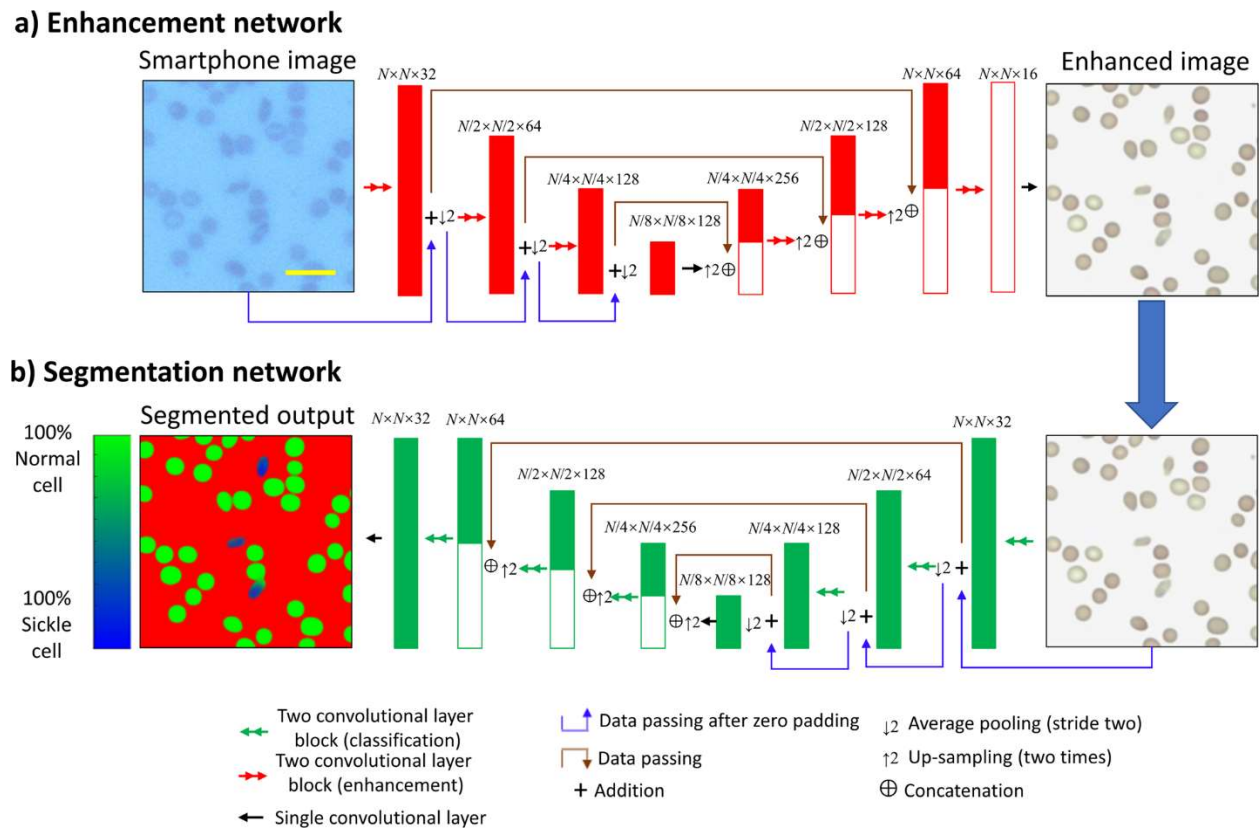 a) Enhancement network
Smartphone image
Enhanced image
N×N×32
N×N×64
N×N×16
N/2×N/2×64
N/2×N/2×128
N/4×N/4×128
N/4×N/4×256
N/8×N/8×128
+↓2
+↓2
+↓2
↑2⊕
↑2⊕
↑2⊕
b) Segmentation network
Segmented output
100%
Normal
cell
100%
Sickle
cell
N×N×32
N×N×64
N×N×32
N/2×N/2×128
N/2×N/2×64
N/4×N/4×256
N/4×N/4×128
N/8×N/8×128
⊕↑2
⊕↑2
⊕↑2
↓2 +
↓2 +
↓2 +
Two convolutional layer
block (classification)
Two convolutional layer
block (enhancement)
Single convolutional layer
Data passing after zero padding
Data passing
+ Addition
↓2 Average pooling (stride two)
↑2 Up-sampling (two times)
⊕ Concatenation